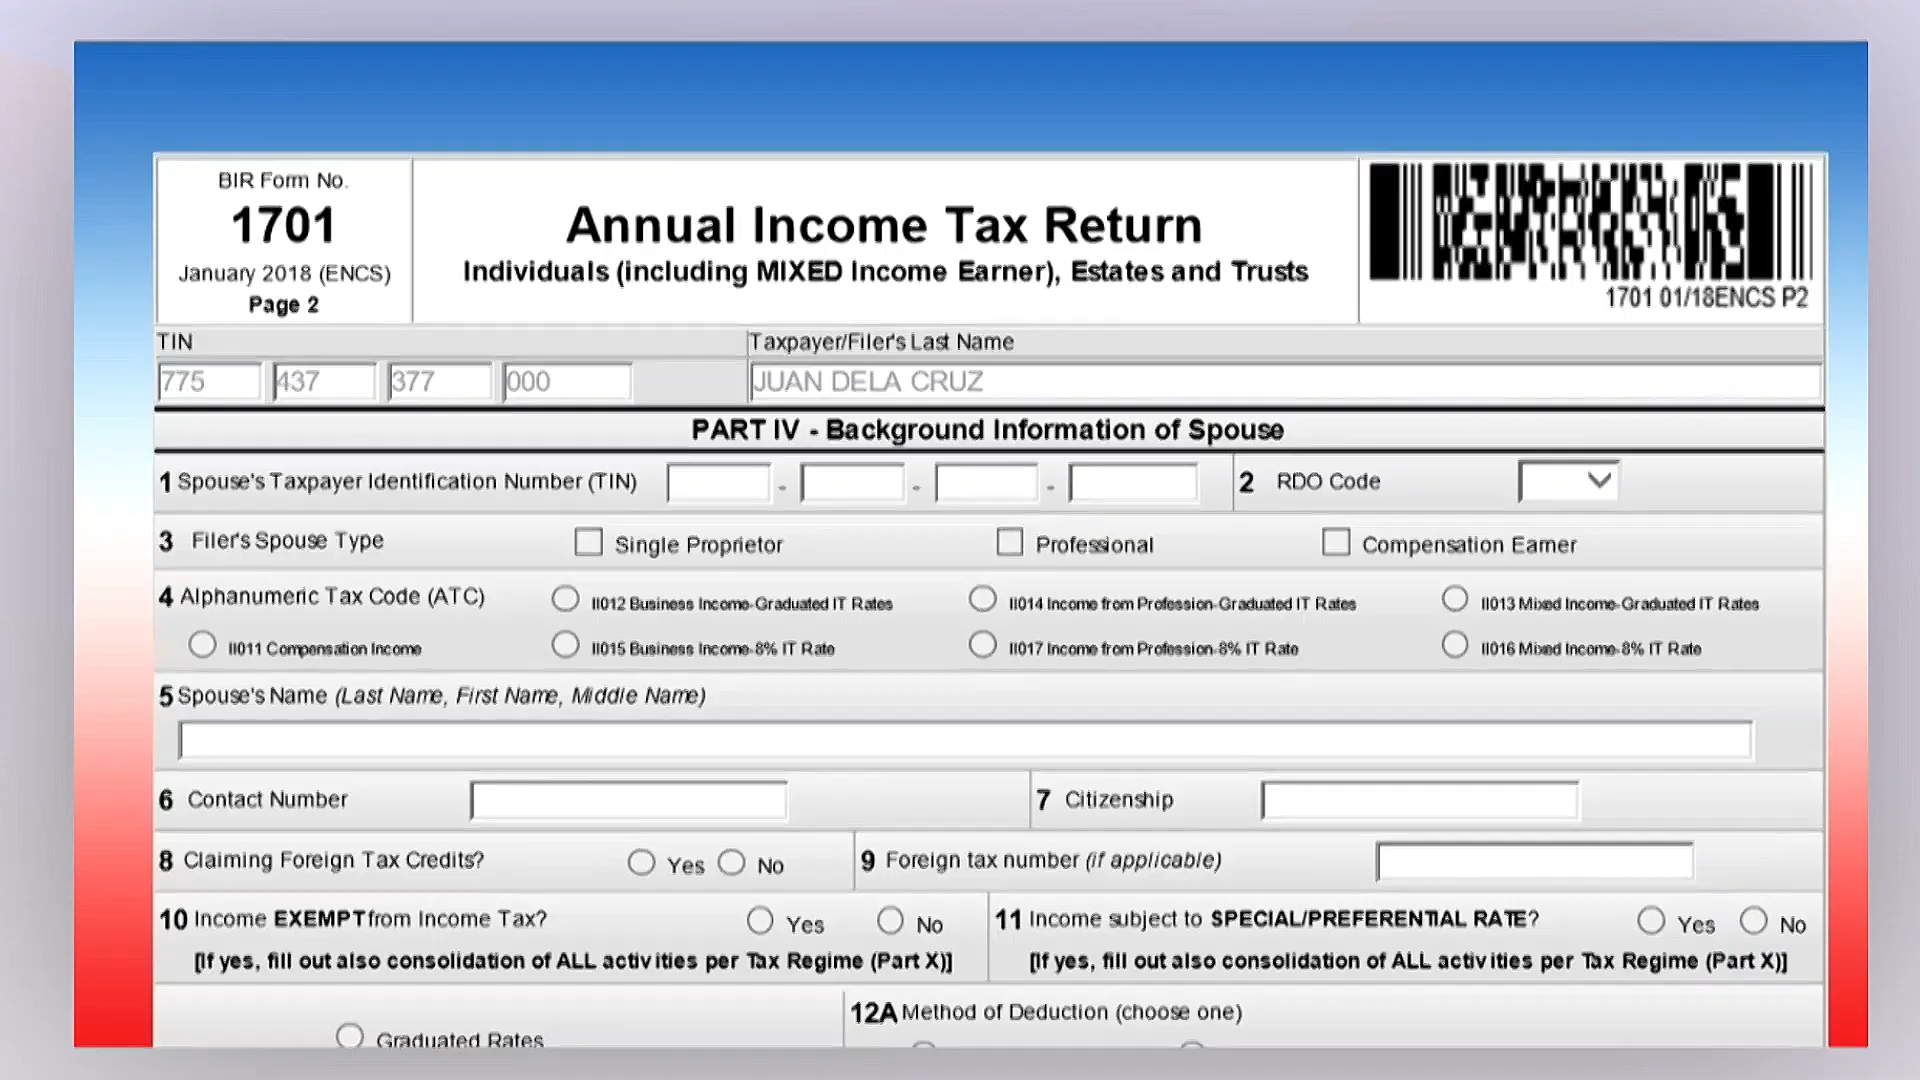 BIR Form No.
1701
January 2018 (ENCS)
Page 2
Annual Income Tax Return
Individuals (including MIXED Income Earner), Estates and Trusts
1701 01/18ENCS P2
TIN
Taxpayer/Filer's Last Name
775 437 377 000
JUAN DELA CRUZ
PART IV - Background Information of Spouse
1 Spouse's Taxpayer Identification Number (TIN) - - -
2 RDO Code
3 Filer's Spouse Type Single Proprietor Professional Compensation Earner
4 Alphanumeric Tax Code (ATC) II012 Business Income-Graduated IT Rates II014 Income from Profession-Graduated IT Rates II013 Mixed Income-Graduated IT Rates
II011 Compensation Income II015 Business Income-8% IT Rate II017 Income from Profession-8% IT Rate II016 Mixed Income-8% IT Rate
5 Spouse's Name (Last Name, First Name, Middle Name)
6 Contact Number
7 Citizenship
8 Claiming Foreign Tax Credits? Yes No
9 Foreign tax number (if applicable)
10 Income EXEMPT from Income Tax? Yes No
[If yes, fill out also consolidation of ALL activities per Tax Regime (Part X)]
11 Income subject to SPECIAL/PREFERENTIAL RATE? Yes No
[If yes, fill out also consolidation of ALL activities per Tax Regime (Part X)]
Graduated Rates
12A Method of Deduction (choose one)